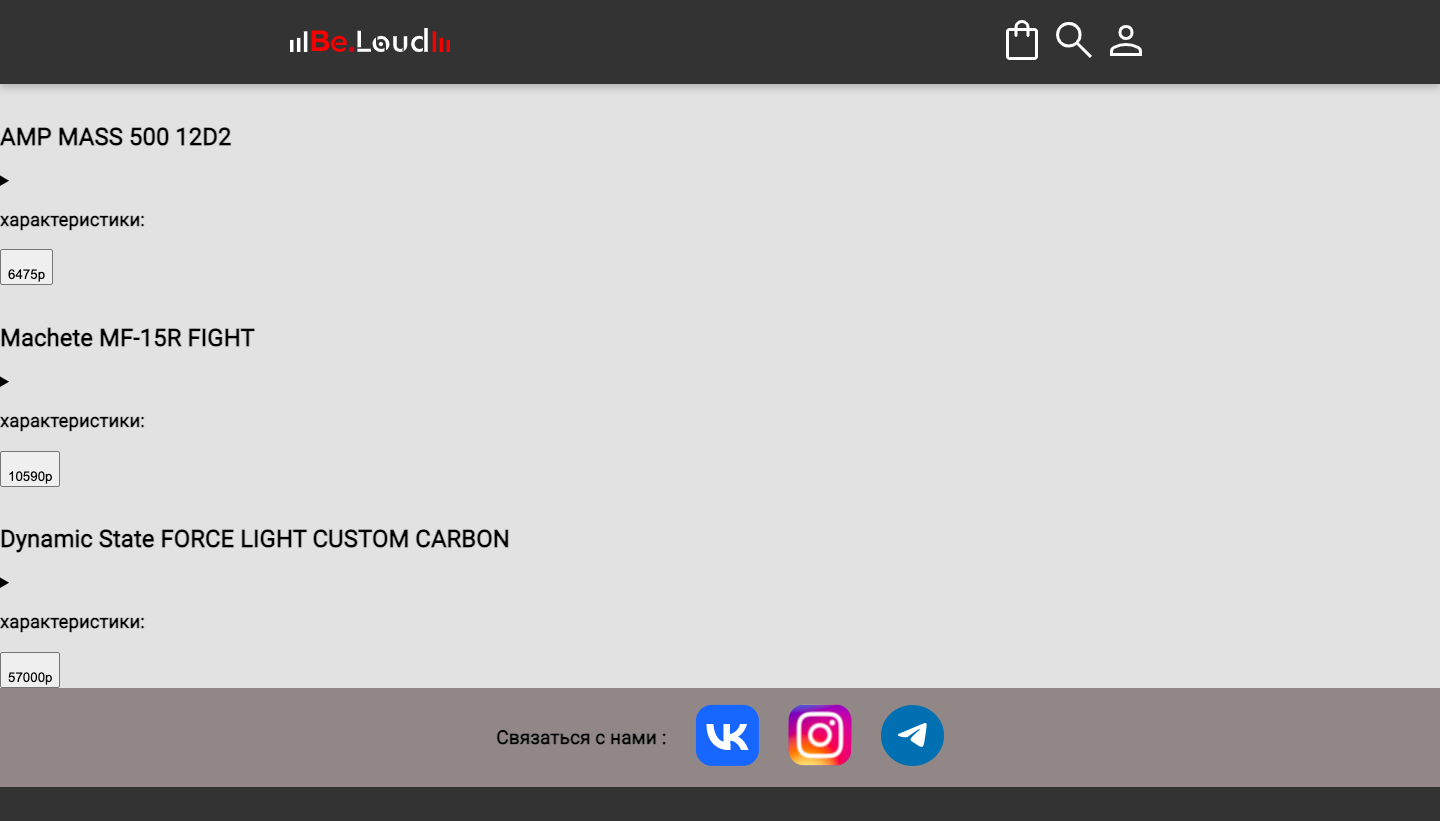 Be.Loud
AMP MASS 500 12D2
характеристики:
6475р
Machete MF-15R FIGHT
характеристики:
10590р
Dynamic State FORCE LIGHT CUSTOM CARBON
характеристики:
57000р
Связаться с нами :